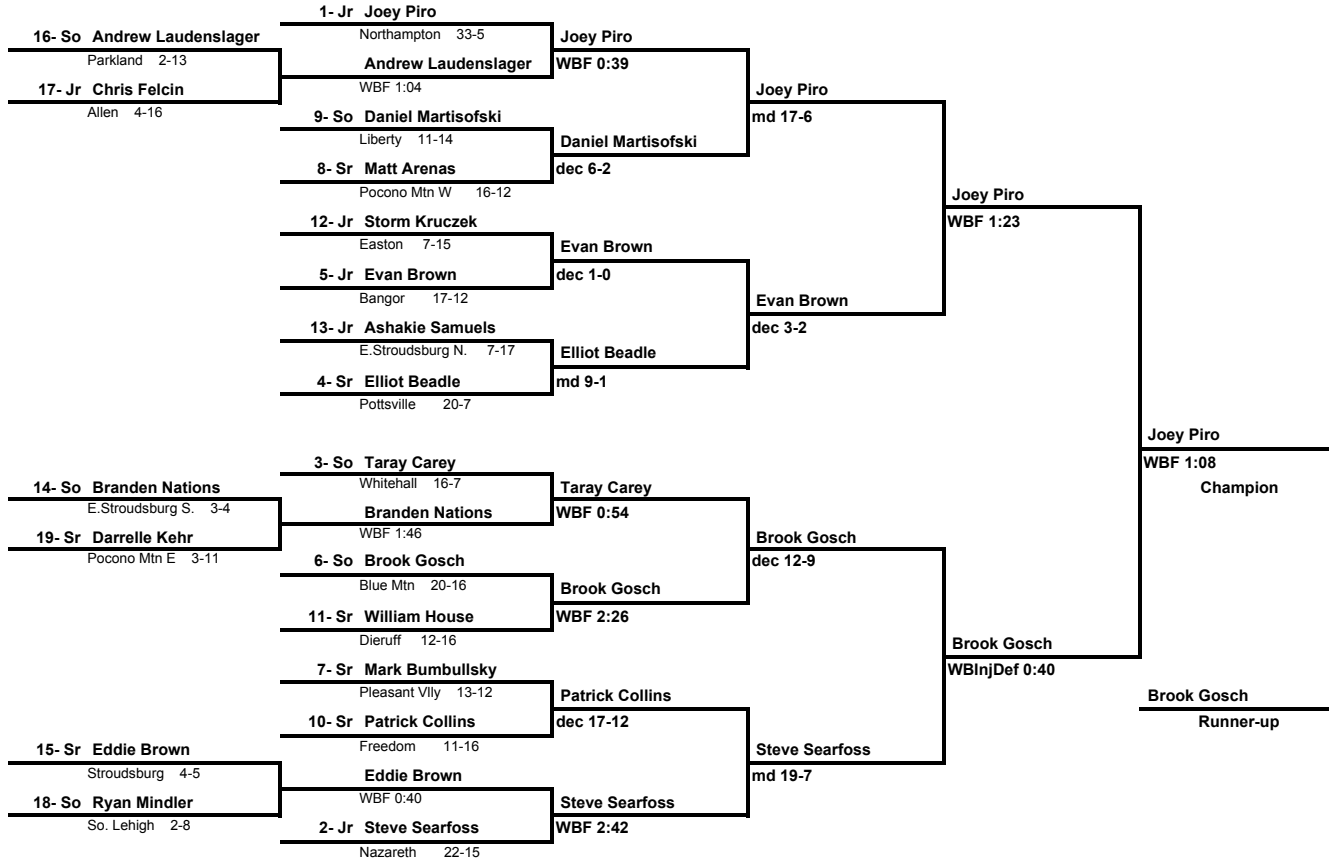 1- Jr Joey Piro
Northampton 33-5
16- So Andrew Laudenslager
Parkland 2-13
17- Jr Chris Felcin
Allen 4-16
Andrew Laudenslager
WBF 1:04
9- So Daniel Martisofski
Liberty 11-14
8- Sr Matt Arenas
Pocono Mtn W 16-12
12- Jr Storm Kruczek
Easton 7-15
5- Jr Evan Brown
Bangor 17-12
13- Jr Ashakie Samuels
E.Stroudsburg N. 7-17
4- Sr Elliot Beadle
Pottsville 20-7
Joey Piro
WBF 0:39
Daniel Martisofski
dec 6-2
Evan Brown
dec 1-0
Elliot Beadle
md 9-1
Joey Piro
md 17-6
Evan Brown
dec 3-2
Joey Piro
WBF 1:23
3- So Taray Carey
Whitehall 16-7
14- So Branden Nations
E.Stroudsburg S. 3-4
19- Sr Darrelle Kehr
Pocono Mtn E 3-11
Branden Nations
WBF 1:46
6- So Brook Gosch
Blue Mtn 20-16
11- Sr William House
Dieruff 12-16
7- Sr Mark Bumbullsky
Pleasant Vlly 13-12
10- Sr Patrick Collins
Freedom 11-16
15- Sr Eddie Brown
Stroudsburg 4-5
18- So Ryan Mindler
So. Lehigh 2-8
Eddie Brown
WBF 0:40
2- Jr Steve Searfoss
Nazareth 22-15
Taray Carey
WBF 0:54
Brook Gosch
WBF 2:26
Patrick Collins
dec 17-12
Steve Searfoss
WBF 2:42
Brook Gosch
dec 12-9
Steve Searfoss
md 19-7
Brook Gosch
WBInjDef 0:40
Joey Piro
WBF 1:08
Champion
Brook Gosch
Runner-up